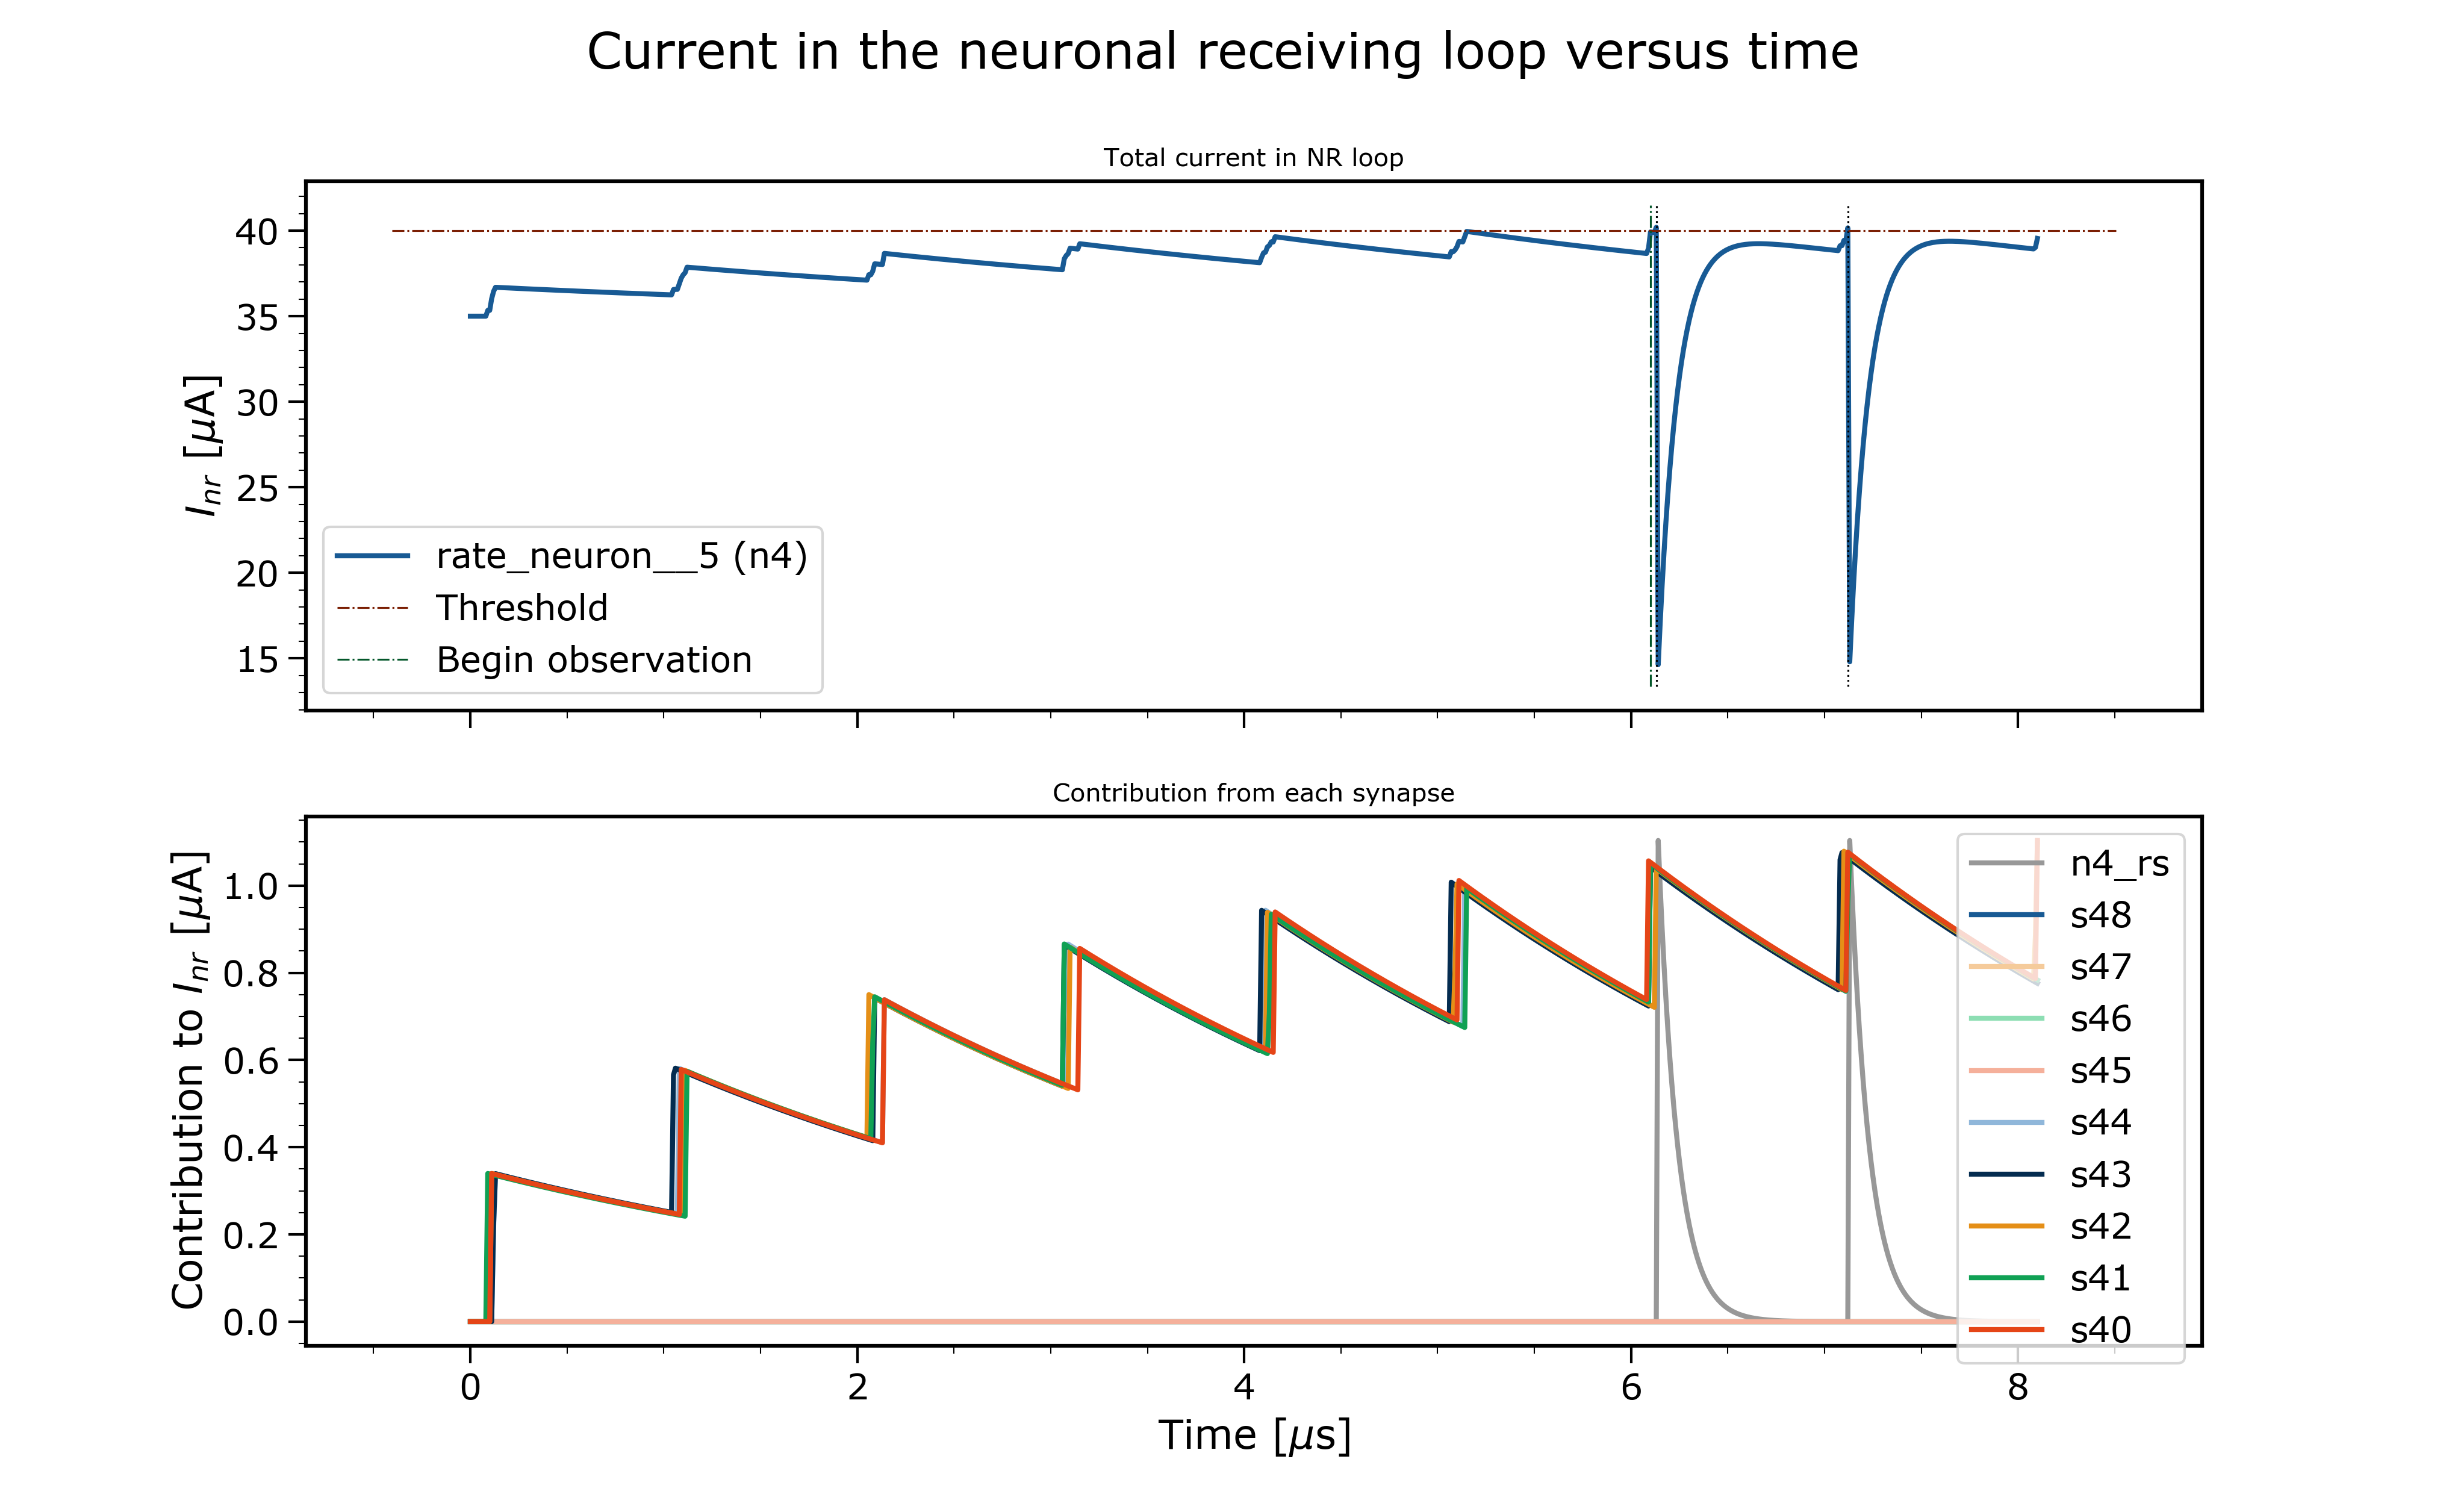 Current in the neuronal receiving loop versus time
Total current in NR loop
I_nr [μA]
40
35
30
25
20
15
rate_neuron__5 (n4)
Threshold
Begin observation
Contribution from each synapse
Contribution to I_nr [μA]
1.0
0.8
0.6
0.4
0.2
0.0
n4_rs
s48
s47
s46
s45
s44
s43
s42
s41
s40
0 2 4 6 8
Time [μs]